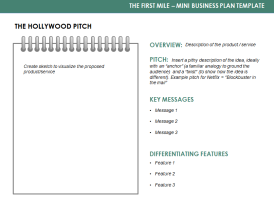 THE FIRST MILE – MINI BUSINESS PLAN TEMPLATE
THE HOLLYWOOD PITCH
Create sketch to visualize the proposed
product/service
OVERVIEW: Description of the product / service
PITCH: Insert a pithy description of the idea, ideally
with an "anchor" (a familiar analogy to ground the
audience) and a "twist" (to show how the idea is
different). Example pitch for Netflix = "Blockbuster in
the mail"
KEY MESSAGES
• Message 1
• Message 2
• Message 3
DIFFERENTIATING FEATURES
• Feature 1
• Feature 2
• Feature 3